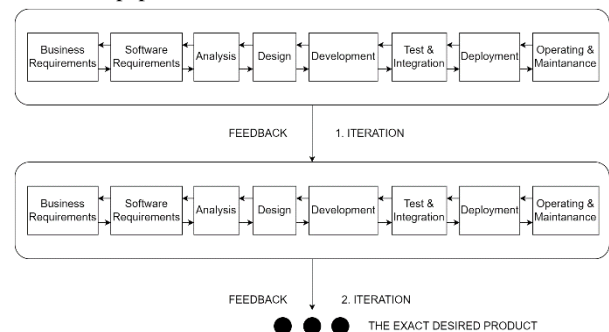 Business Requirements
Software Requirements
Analysis
Design
Development
Test & Integration
Deployment
Operating & Maintanance
FEEDBACK 1. ITERATION
Business Requirements
Software Requirements
Analysis
Design
Development
Test & Integration
Deployment
Operating & Maintanance
FEEDBACK 2. ITERATION
THE EXACT DESIRED PRODUCT